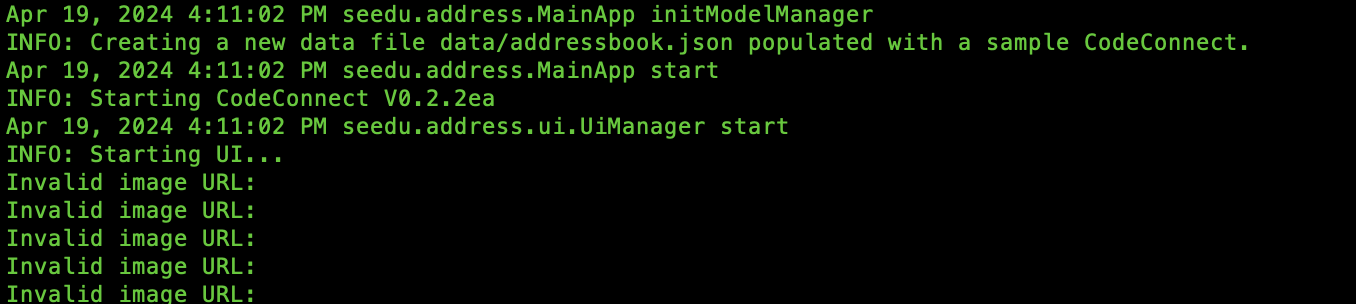 Apr 19, 2024 4:11:02 PM seedu.address.MainApp initModelManager
INFO: Creating a new data file data/addressbook.json populated with a sample CodeConnect.
Apr 19, 2024 4:11:02 PM seedu.address.MainApp start
INFO: Starting CodeConnect V0.2.2ea
Apr 19, 2024 4:11:02 PM seedu.address.ui.UiManager start
INFO: Starting UI...
Invalid image URL:
Invalid image URL:
Invalid image URL:
Invalid image URL:
Invalid image URL: